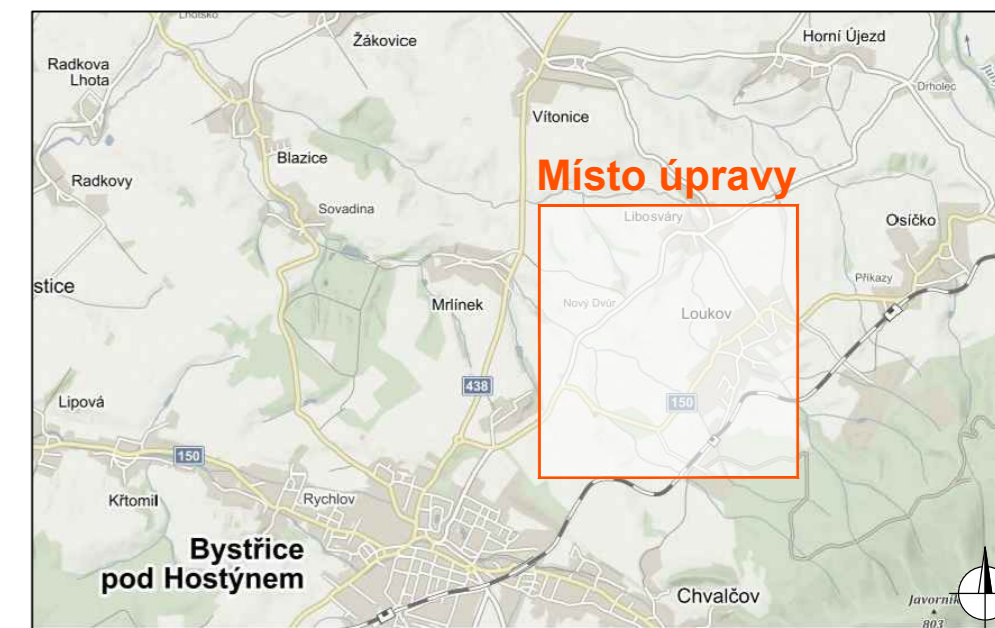 Lhotsko
Žákovice
Horní Újezd
Radkova
Lhota
Drholec
Vítonice
Blazice
Radkovy
Místo úpravy
Sovadina
Libosváry
Osíčko
Příkazy
stice
Mrlínek
Nový Dvůr
Loukov
438
150
Lipová
150
Křtomil
Rychlov
Bystřice
pod Hostýnem
Chvalčov
Javorník
803